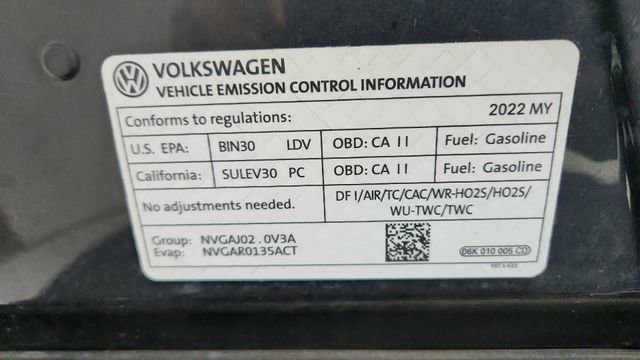 VOLKSWAGEN
VEHICLE EMISSION CONTROL INFORMATION
Conforms to regulations: 2022 MY
U.S. EPA: BIN30 LDV OBD: CA II Fuel: Gasoline
California: SULEV30 PC OBD: CA II Fuel: Gasoline
No adjustments needed. DFI/AIR/TC/CAC/WR-HO2S/HO2S/
WU-TWC/TWC
Group: NVGAJ02.0V3A
Evap: NVGAR0135ACT
06K 010 005 CD